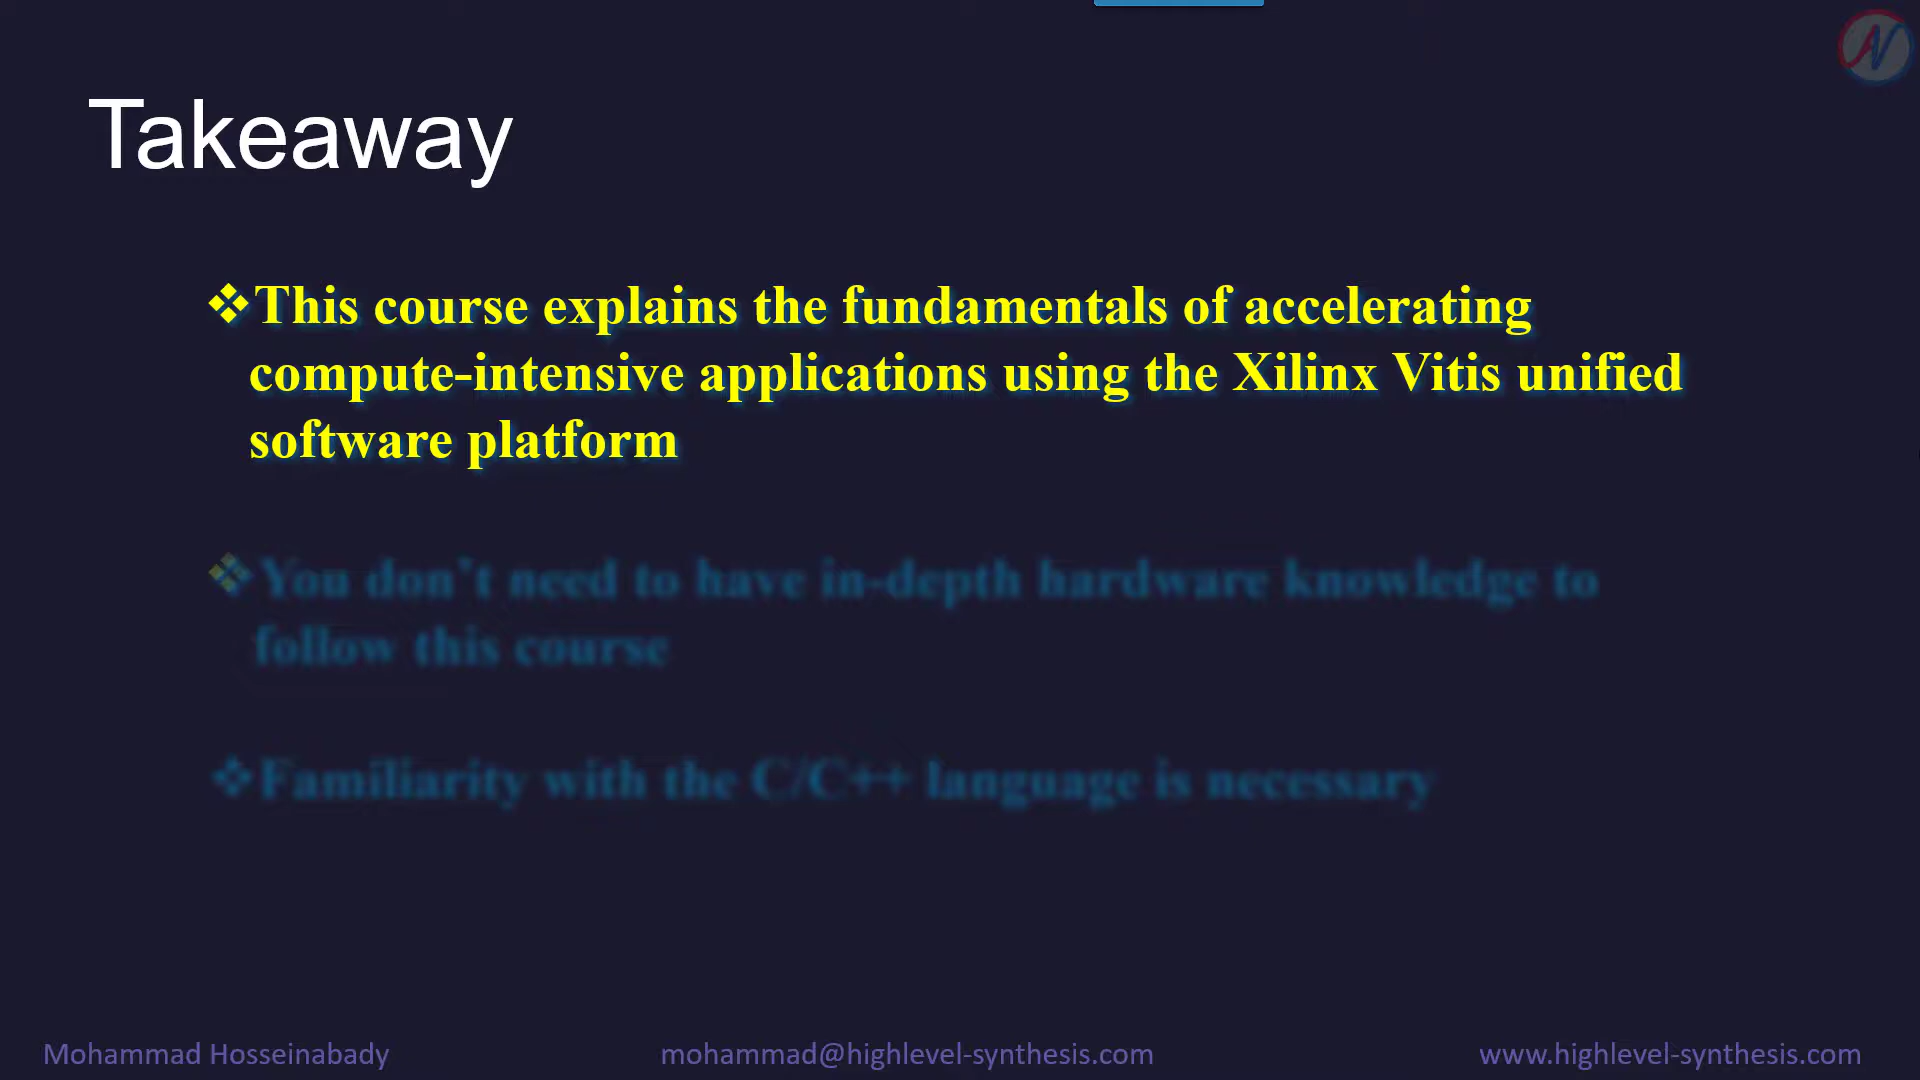 Takeaway
❖This course explains the fundamentals of accelerating
compute-intensive applications using the Xilinx Vitis unified
software platform
❖You don't need to have in-depth hardware knowledge to
follow this course
❖Familiarity with the C/C++ language is necessary
Mohammad Hosseinabady mohammad@highlevel-synthesis.com www.highlevel-synthesis.com